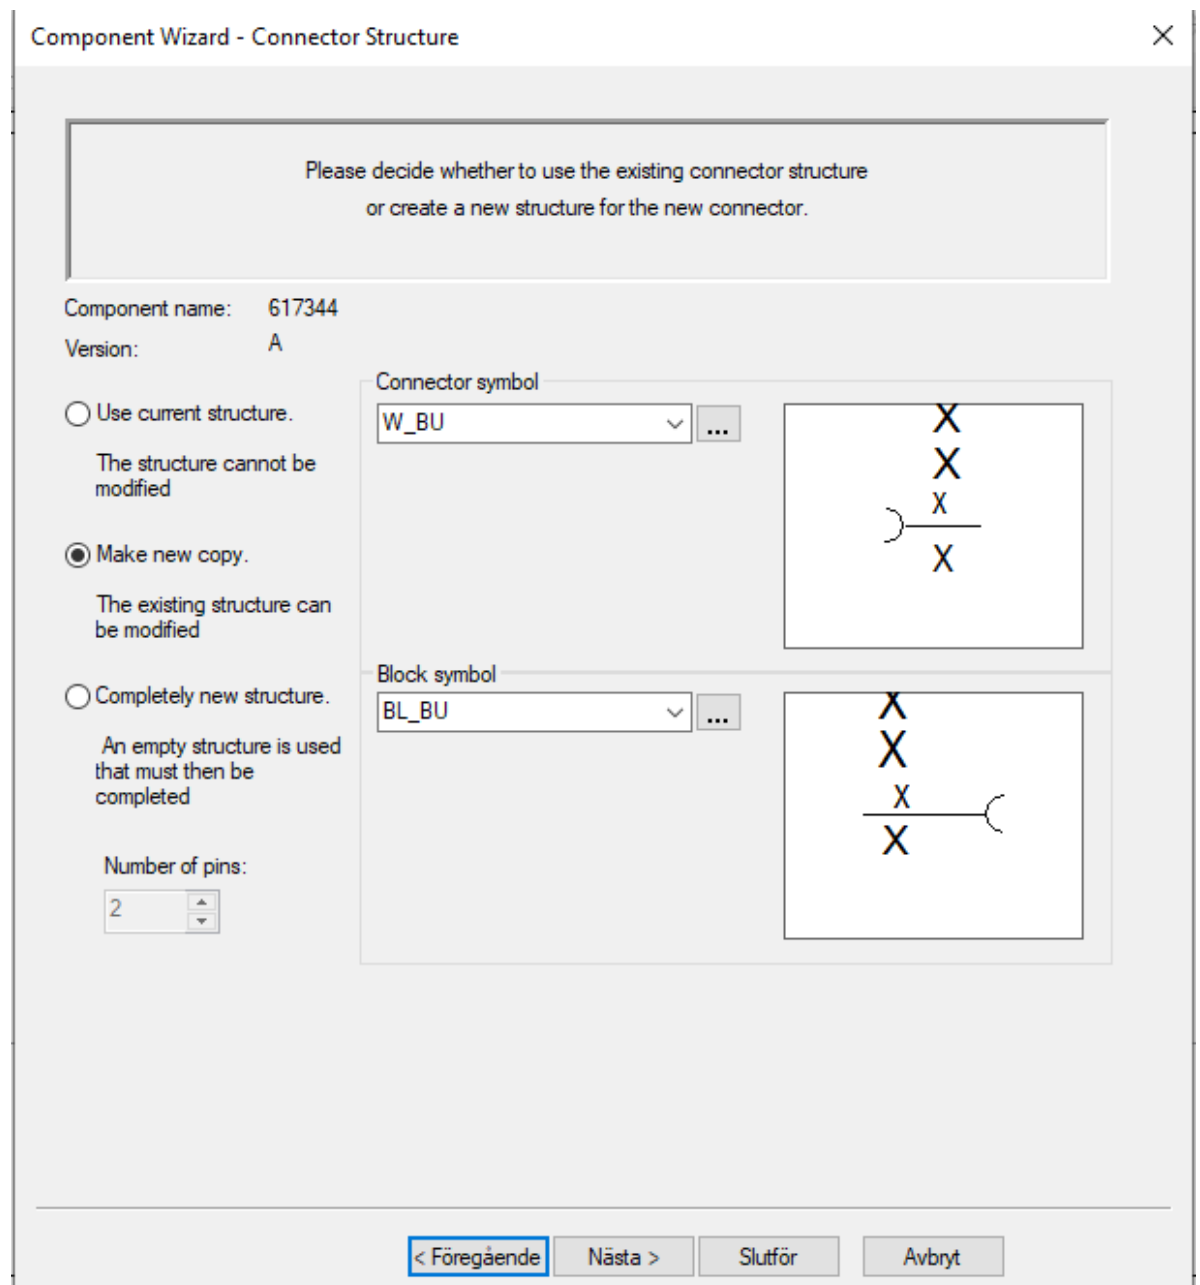 Component Wizard - Connector Structure
Please decide whether to use the existing connector structure
or create a new structure for the new connector.
Component name: 617344
Version: A
Use current structure.
The structure cannot be
modified
Make new copy.
The existing structure can
be modified
Completely new structure.
An empty structure is used
that must then be
completed
Number of pins:
2
Connector symbol
W_BU
...
X
X
X
X
Block symbol
BL_BU
...
X
X
X
X
< Föregående
Nästa >
Slutför
Avbryt